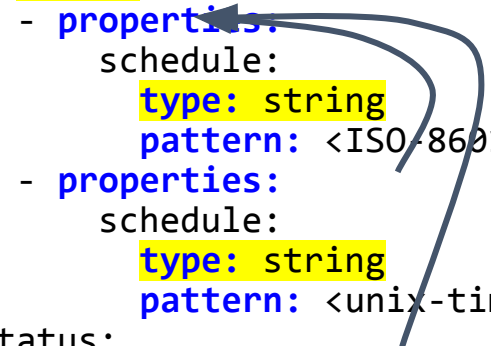 - properties:
schedule:
type: string
pattern: <ISO-860
- properties:
schedule:
type: string
pattern: <unix-ti
tatus: